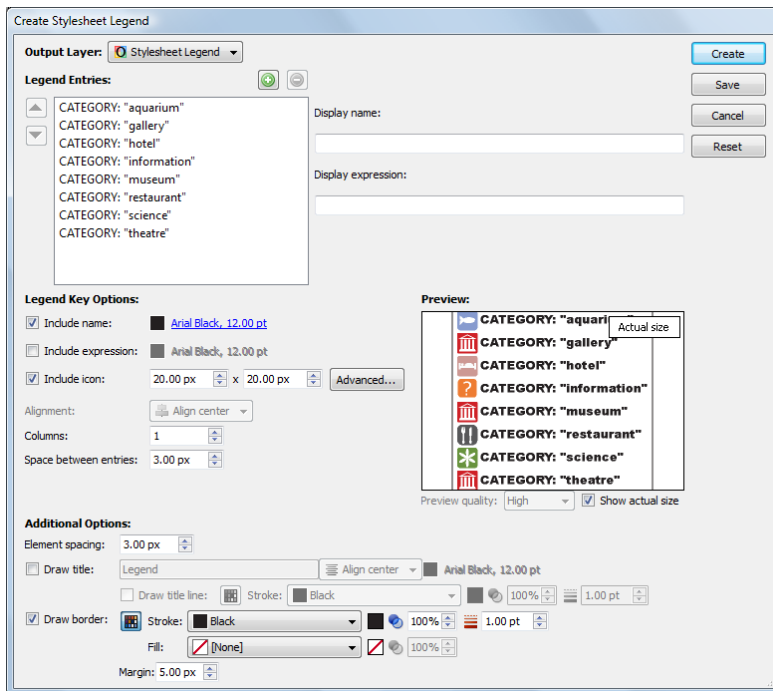 Create Stylesheet Legend
Output Layer: Stylesheet Legend
Create
Legend Entries:
Save
CATEGORY: "aquarium"
CATEGORY: "gallery"
CATEGORY: "hotel"
CATEGORY: "information"
CATEGORY: "museum"
CATEGORY: "restaurant"
CATEGORY: "science"
CATEGORY: "theatre"
Display name:
Cancel
Reset
Display expression:
Legend Key Options:
Include name: Arial Black, 12.00 pt
Include expression: Arial Black, 12.00 pt
Include icon: 20.00 px x 20.00 px Advanced...
Alignment: Align center
Columns: 1
Space between entries: 3.00 px
Preview:
CATEGORY: "aquari
Actual size
CATEGORY: "gallery"
CATEGORY: "hotel"
CATEGORY: "information"
CATEGORY: "museum"
CATEGORY: "restaurant"
CATEGORY: "science"
CATEGORY: "theatre"
Preview quality: High Show actual size
Additional Options:
Element spacing: 3.00 px
Draw title: Legend Align center Arial Black, 12.00 pt
Draw title line: Stroke: Black 100% 1.00 pt
Draw border: Stroke: Black 100% 1.00 pt
Fill: [None] 100%
Margin: 5.00 px